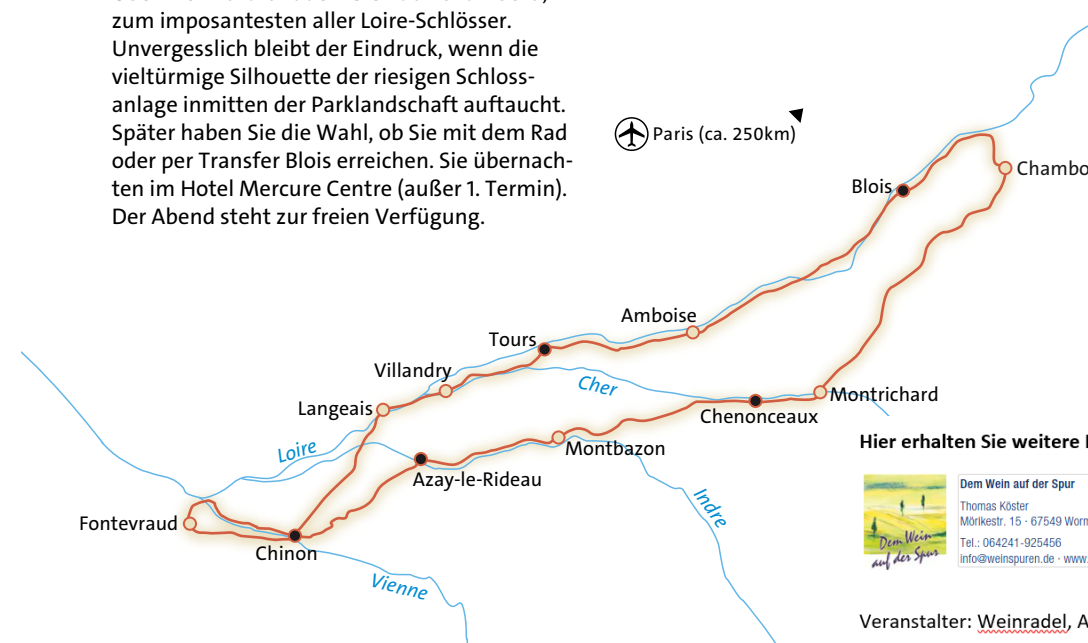 zum imposantesten aller Loire-Schlösser.
Unvergesslich bleibt der Eindruck, wenn die
vieltürmige Silhouette der riesigen Schloss-
anlage inmitten der Parklandschaft auftaucht.
Später haben Sie die Wahl, ob Sie mit dem Rad
oder per Transfer Blois erreichen. Sie übernach-
ten im Hotel Mercure Centre (außer 1. Termin).
Der Abend steht zur freien Verfügung.
Paris (ca. 250km)
Chambo
Blois
Amboise
Tours
Villandry
Cher
Langeais
Montrichard
Chenonceaux
Loire
Montbazon
Azay-le-Rideau
Indre
Fontevraud
Chinon
Vienne
Hier erhalten Sie weitere
Dem Wein auf der Spur
Dem Wein
auf der Spur
Thomas Köster
Mörikestr. 15 · 67549 Worm
Tel.: 064241-925456
info@weinspuren.de · www.
Veranstalter: Weinradel, A